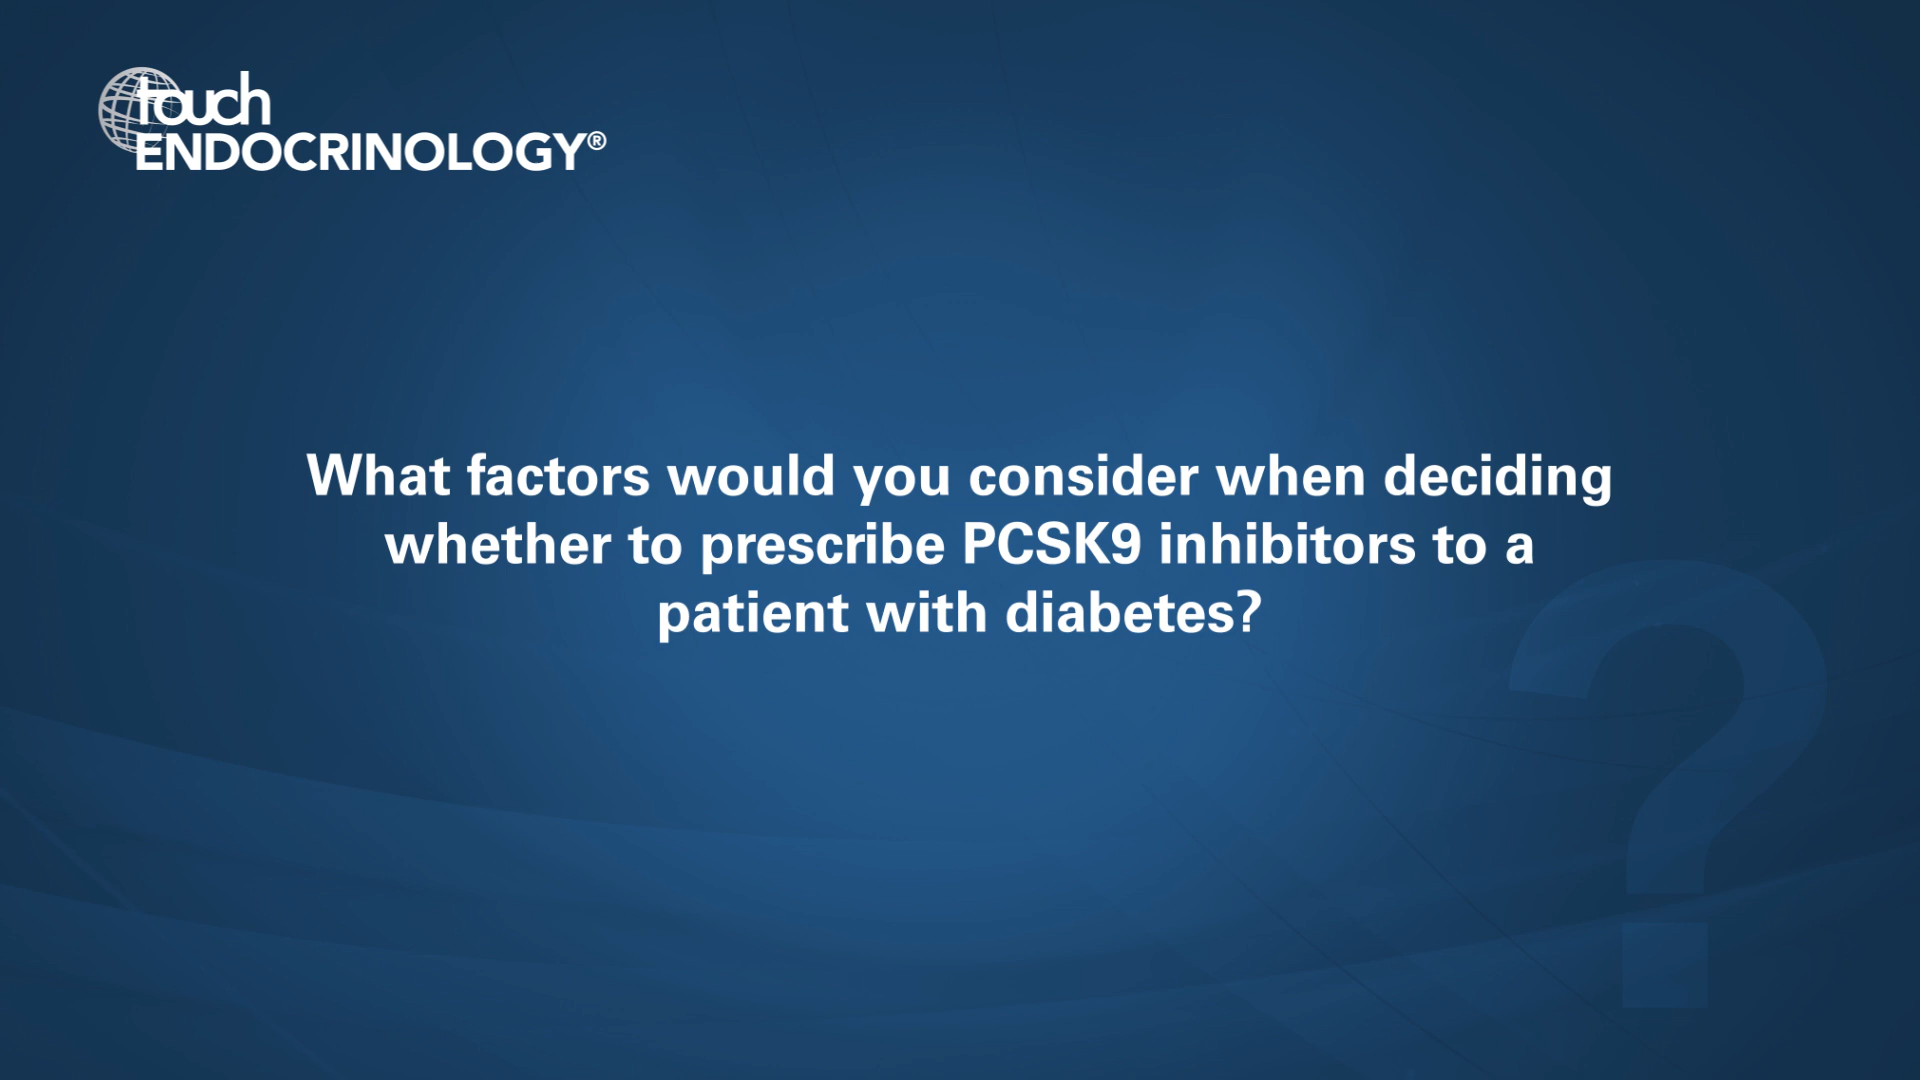 touch
ENDOCRINOLOGY®
What factors would you consider when deciding
whether to prescribe PCSK9 inhibitors to a
patient with diabetes?
?